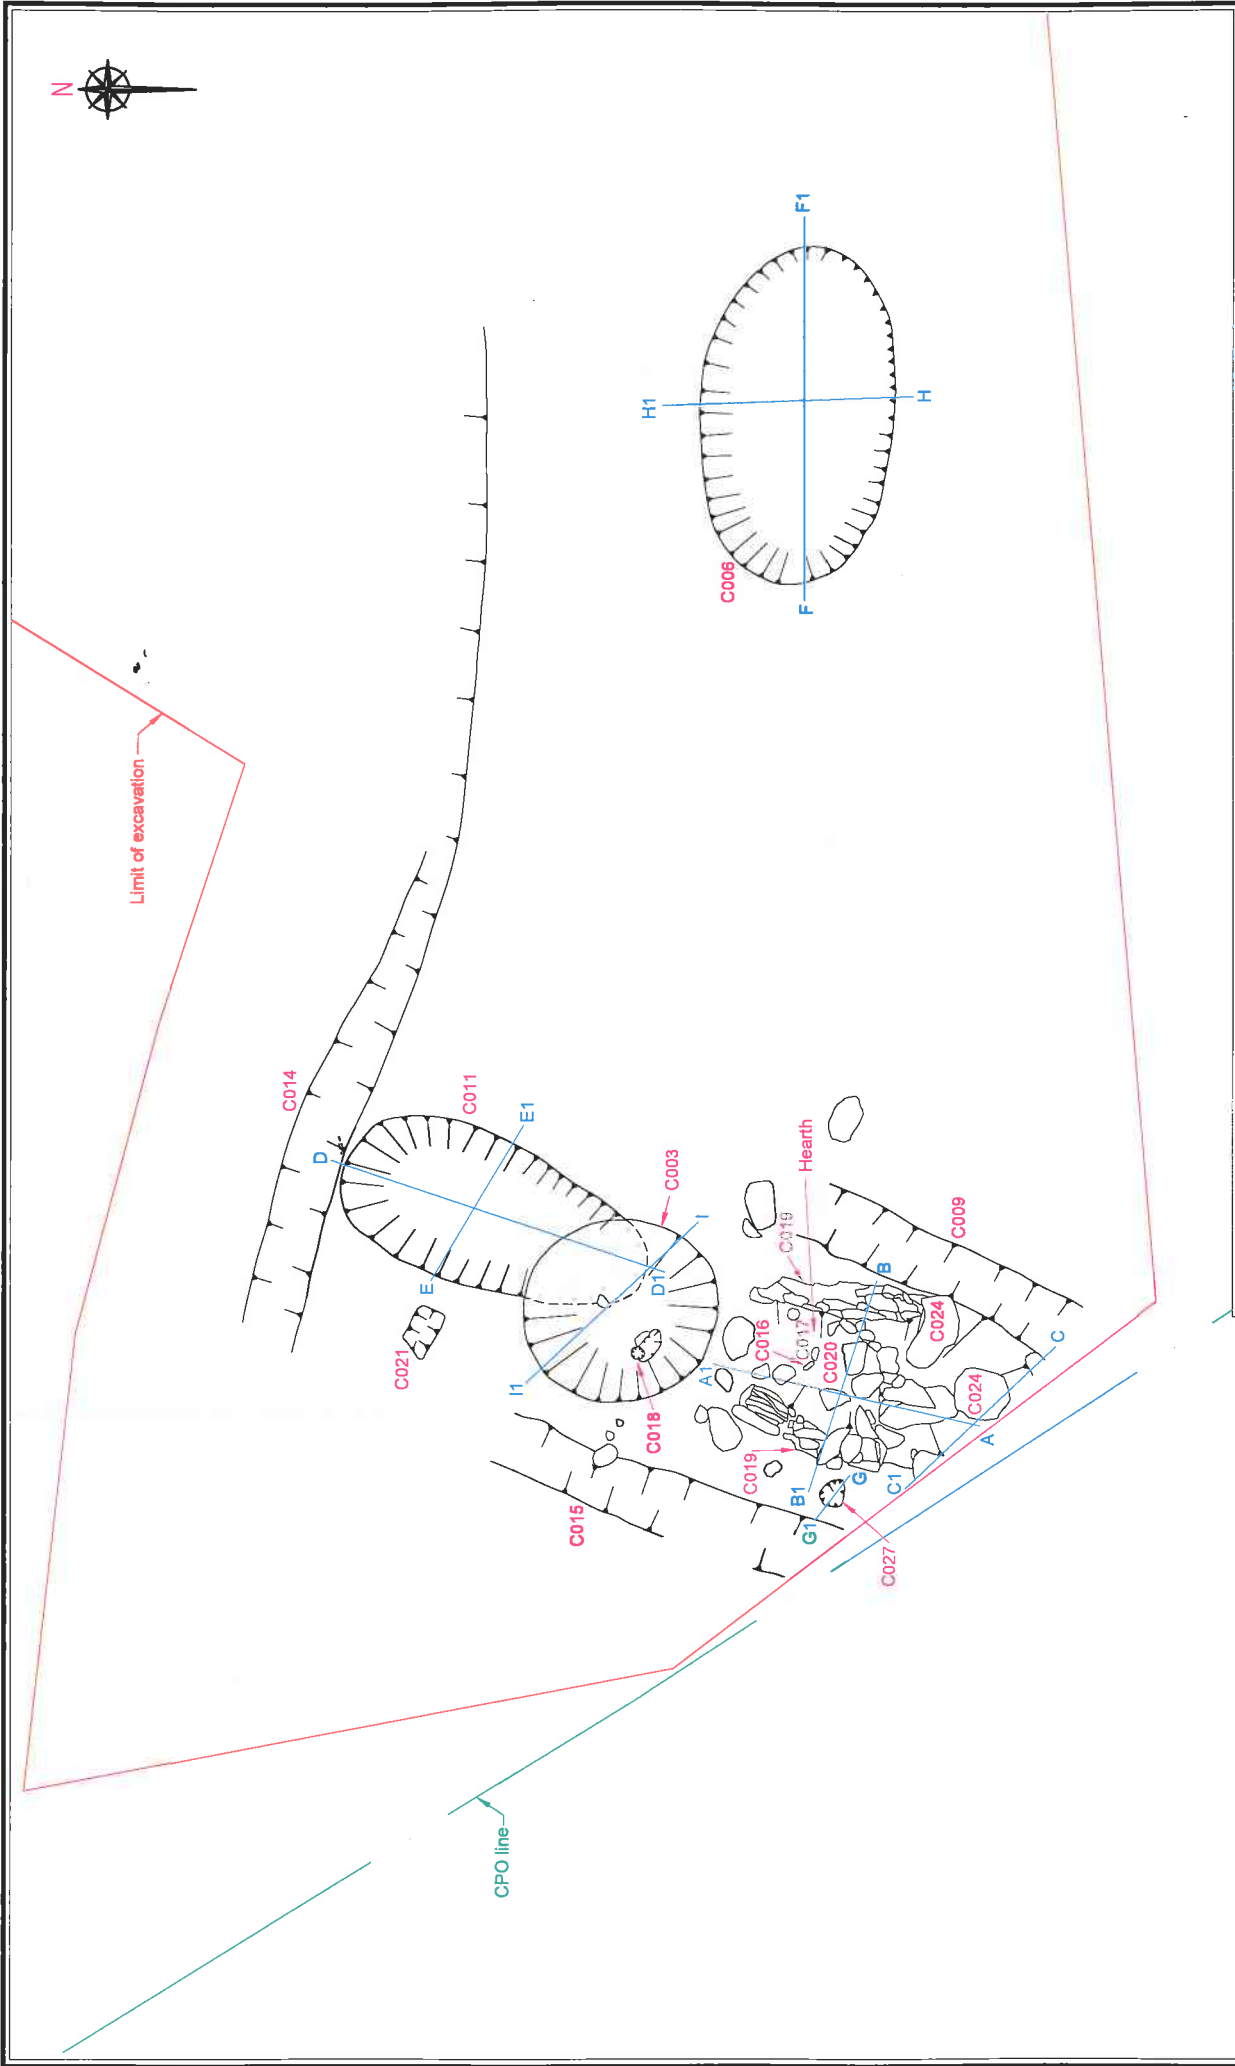 N
Limit of excavation
F1
H1
H
C006
F
C014
C011
D
E1
E
C003
I
D1
I1
C021
C018
Hearth
C019
C009
B
C016
C017
C020
C024
C024
C
A1
A
C019
B1
G
C1
G1
C015
C027
CPO line